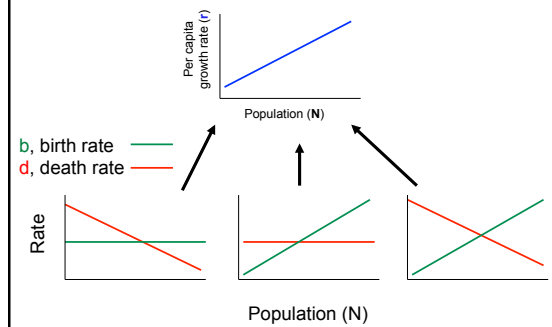 Per capita
growth rate (r)
Population (N)
b, birth rate
d, death rate
Rate
Population (N)